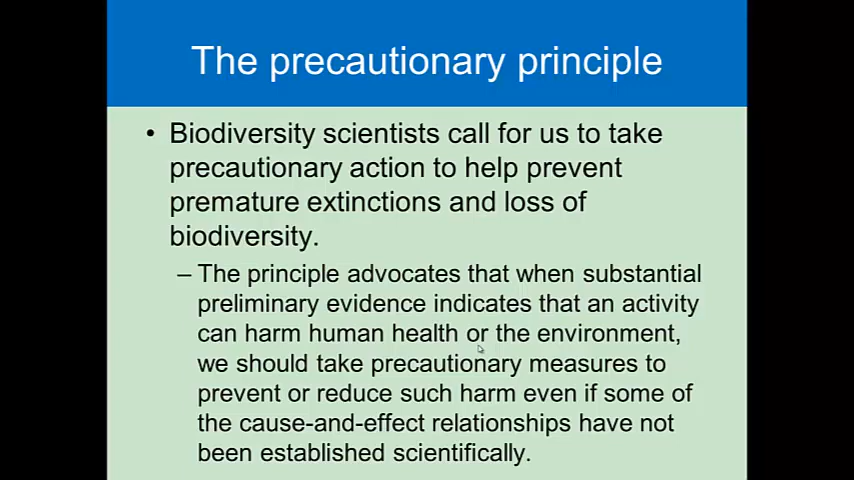 The precautionary principle
• Biodiversity scientists call for us to take
precautionary action to help prevent
premature extinctions and loss of
biodiversity.
– The principle advocates that when substantial
preliminary evidence indicates that an activity
can harm human health or the environment,
we should take precautionary measures to
prevent or reduce such harm even if some of
the cause-and-effect relationships have not
been established scientifically.